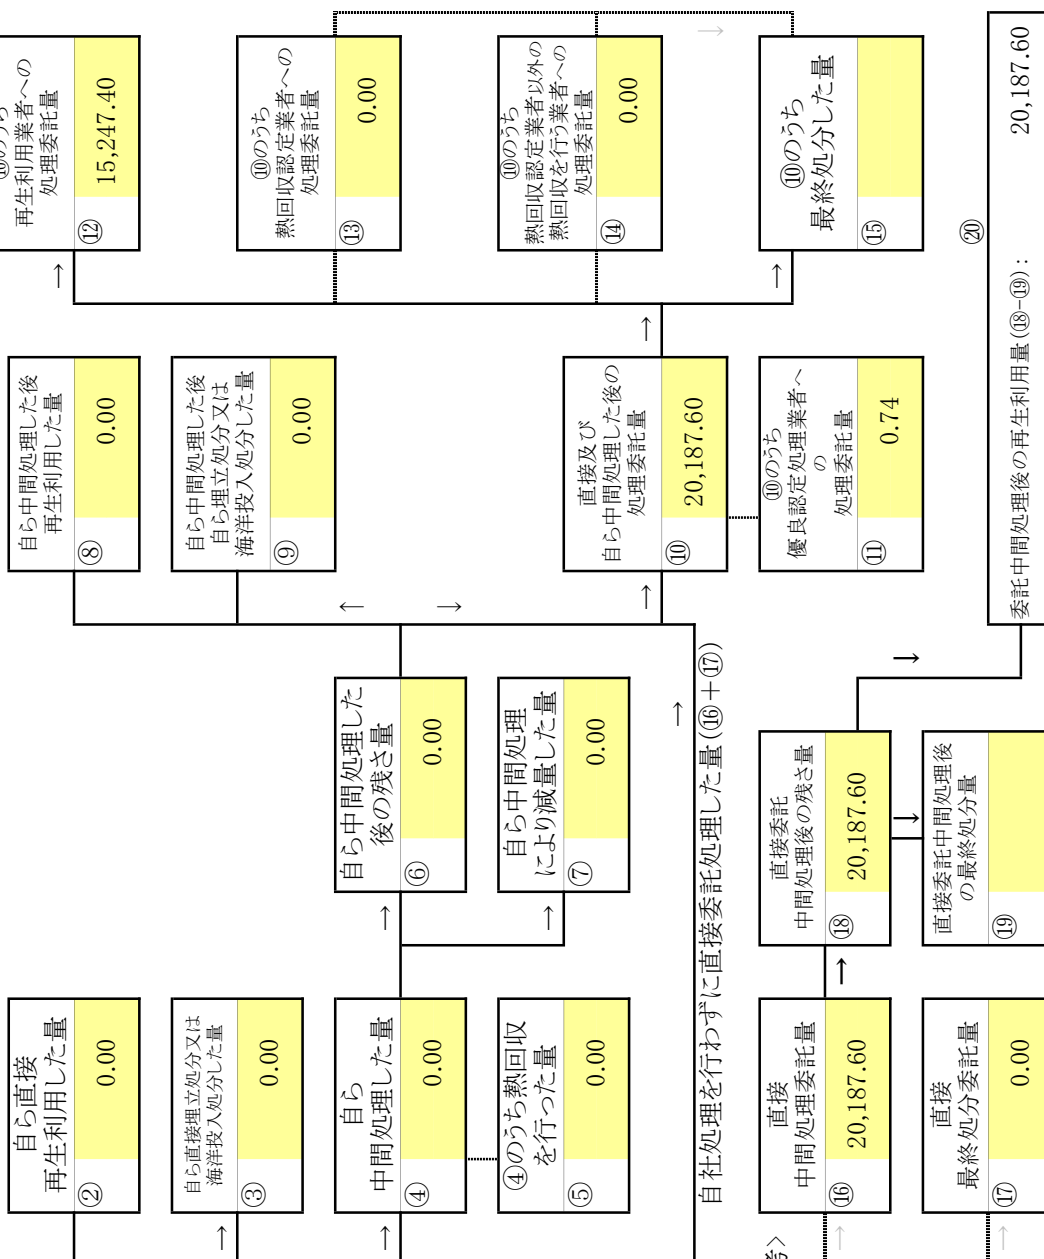 自ら直接
再生利用した量
② 0.00
自ら中間処理した後
再生利用した量
⑧ 0.00
⑩のうち
再生利用業者への
処理委託量
⑫ 15,247.40
自ら直接埋立処分又は
海洋投入処分した量
③ 0.00
自ら中間処理した後
自ら埋立処分又は
海洋投入処分した量
⑨ 0.00
⑩のうち
熱回収認定業者への
処理委託量
⑬ 0.00
自ら
中間処理した量
④ 0.00
自ら中間処理した
後の残さ量
⑥ 0.00
④のうち熱回収
を行った量
⑤ 0.00
自ら中間処理
により減量した量
⑦ 0.00
直接及び
自ら中間処理した後の
処理委託量
⑩ 20,187.60
⑩のうち
熱回収認定業者以外の
熱回収を行う業者への
処理委託量
⑭ 0.00
自社処理を行わずに直接委託処理した量(⑯+⑰)
⑩のうち
優良認定処理業者へ
の
処理委託量
⑪ 0.74
⑩のうち
最終処分した量
⑮
直接
中間処理委託量
⑯ 20,187.60
直接委託
中間処理後の残さ量
⑱ 20,187.60
直接
最終処分委託量
⑰ 0.00
直接委託中間処理後
の最終処分量
⑲
⑳
委託中間処理後の再生利用量(⑱-⑲): 20,187.60